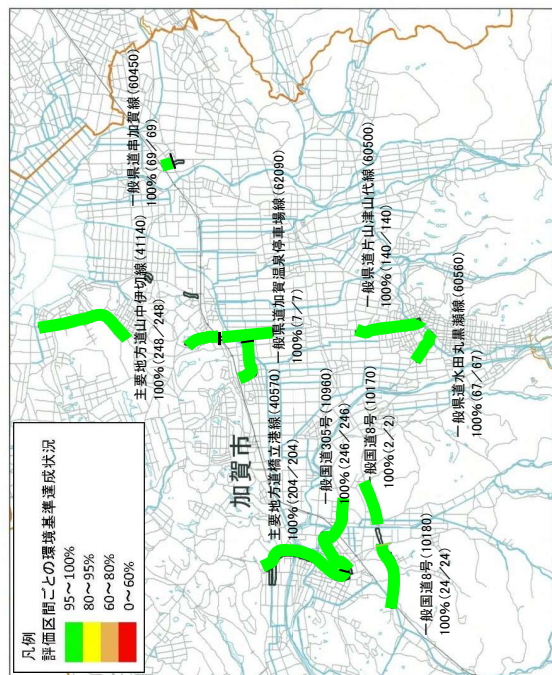 凡例
評価区間ごとの環境基準達成状況
95～100%
80～95%
60～80%
0～60%
加賀市
一般県道串加賀線(60450)
100%(69／69)
主要地方道山中伊切線(41140)
100%(248／248)
一般県道加賀温泉停車場線(62090)
100%(7／7)
主要地方道橋立港線(40570)
100%(204／204)
一般国道305号(10960)
100%(246／246)
一般国道8号(10170)
100%(2／2)
一般国道8号(10180)
100%(24／24)
一般県道片山津山代線(60500)
100%(140／140)
一般県道水田丸黒瀬線(60560)
100%(67／67)